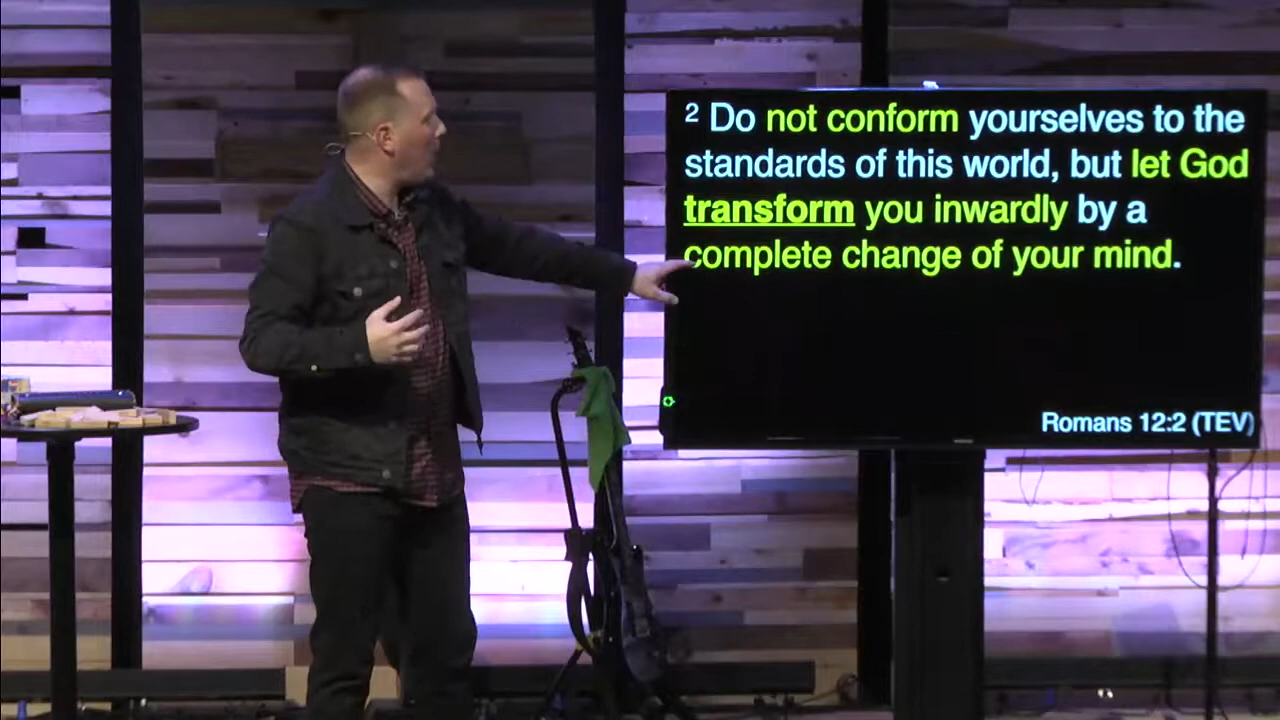 2 Do not conform yourselves to the
standards of this world, but let God
transform you inwardly by a
complete change of your mind.
Romans 12:2 (TEV)